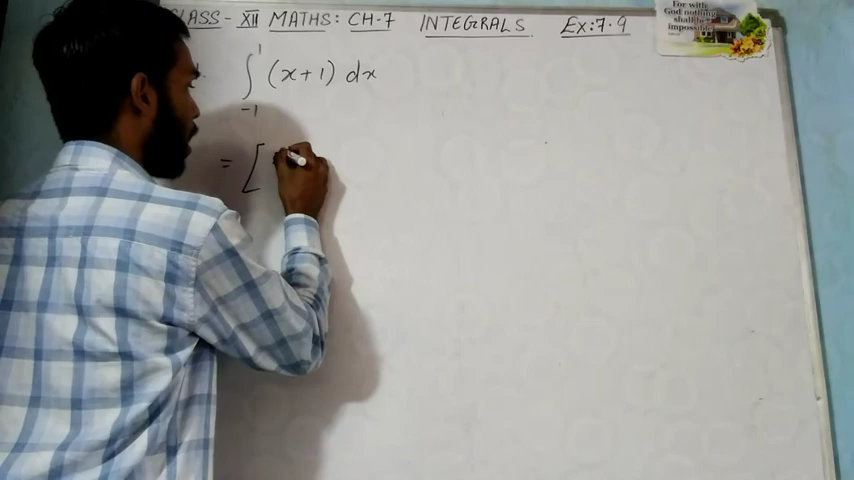 CLASS - XII MATHS: CH-7 INTEGRALS Ex: 7.9
For with
God nothing
shall be
impossible
∫₋₁¹ (x+1) dx
= [